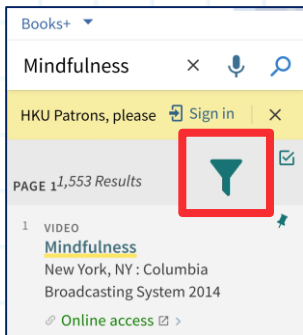 Books+
Mindfulness
HKU Patrons, please Sign in
PAGE 1 1,553 Results
1 VIDEO
Mindfulness
New York, NY : Columbia
Broadcasting System 2014
Online access